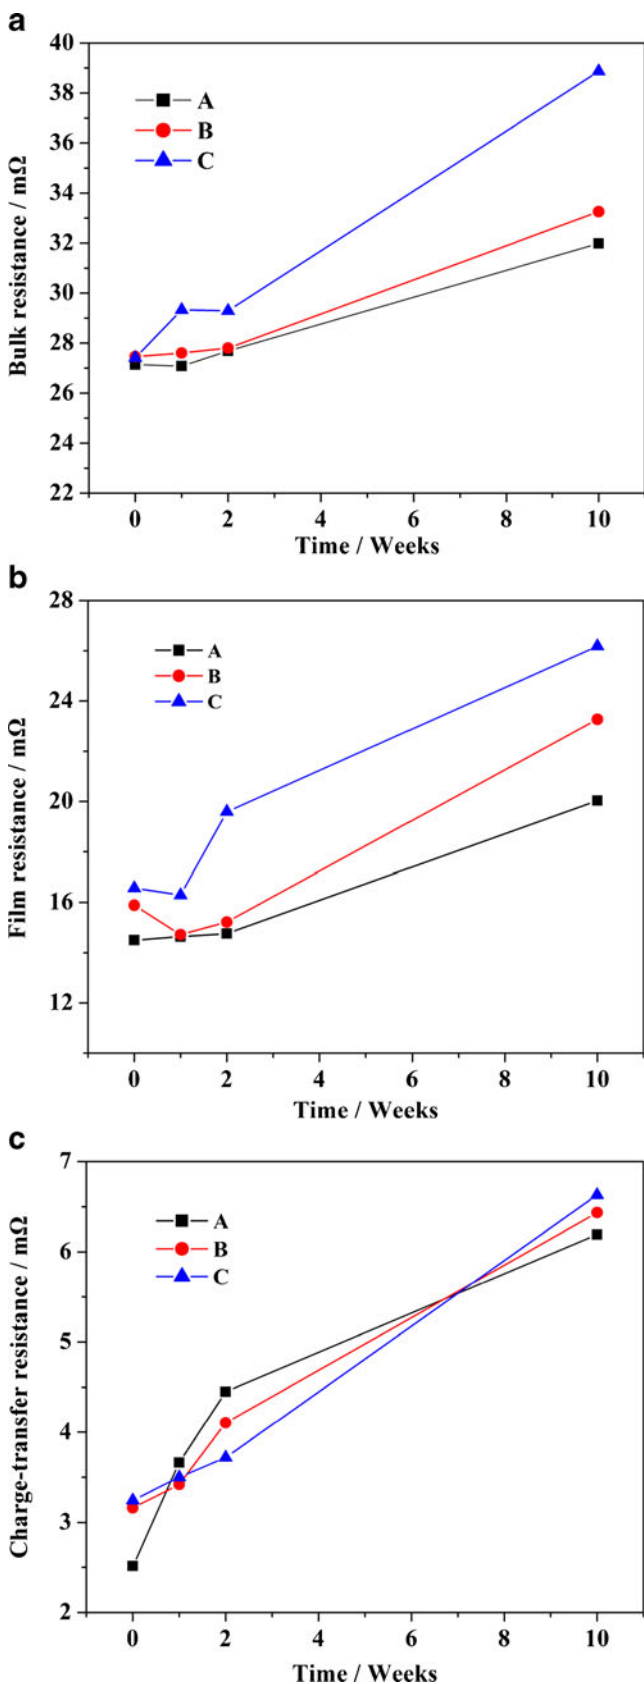 a
40
38
36
34
32
30
28
26
24
22
Bulk resistance / mΩ
A
B
C
0 2 4 6 8 10
Time / Weeks
b
28
24
20
16
12
Film resistance / mΩ
A
B
C
0 2 4 6 8 10
Time / Weeks
c
7
6
5
4
3
2
Charge-transfer resistance / mΩ
A
B
C
0 2 4 6 8 10
Time / Weeks